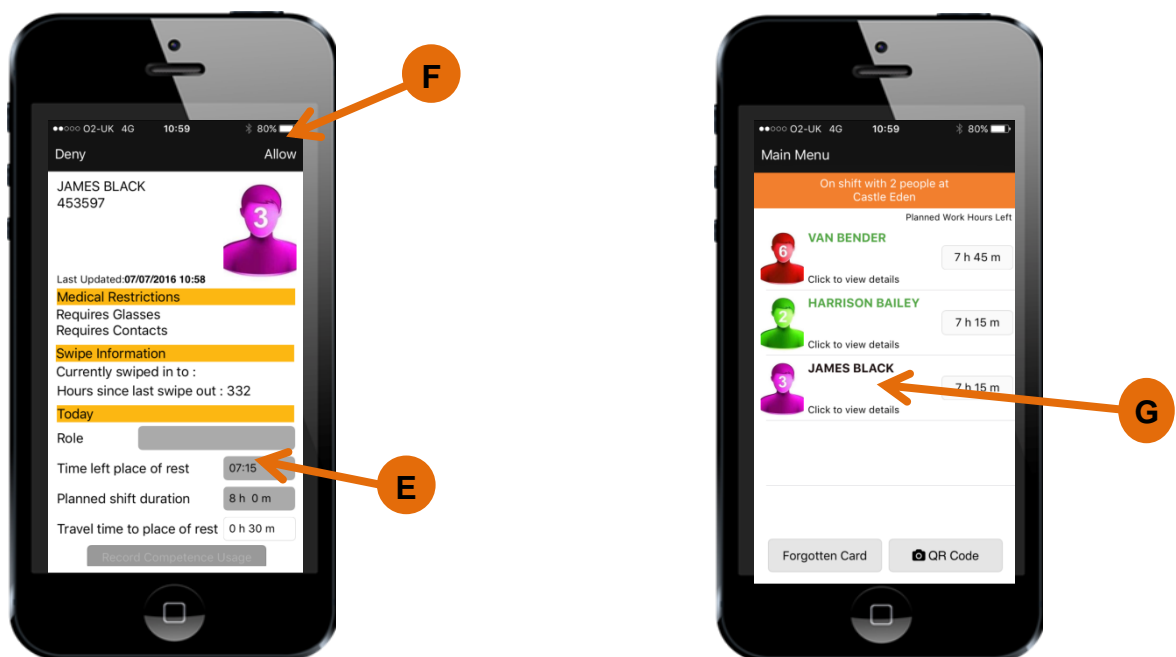 O2-UK 4G 10:59 80%
Deny Allow
JAMES BLACK
453597
3
Last Updated:07/07/2016 10:58
Medical Restrictions
Requires Glasses
Requires Contacts
Swipe Information
Currently swiped in to :
Hours since last swipe out : 332
Today
Role
Time left place of rest 07:15
Planned shift duration 8 h 0 m
Travel time to place of rest 0 h 30 m
Record Competence Usage
F
E
O2-UK 4G 10:59 80%
Main Menu
On shift with 2 people at
Castle Eden
Planned Work Hours Left
VAN BENDER
6
7 h 45 m
Click to view details
HARRISON BAILEY
2
7 h 15 m
Click to view details
JAMES BLACK
3
7 h 15 m
Click to view details
Forgotten Card QR Code
G